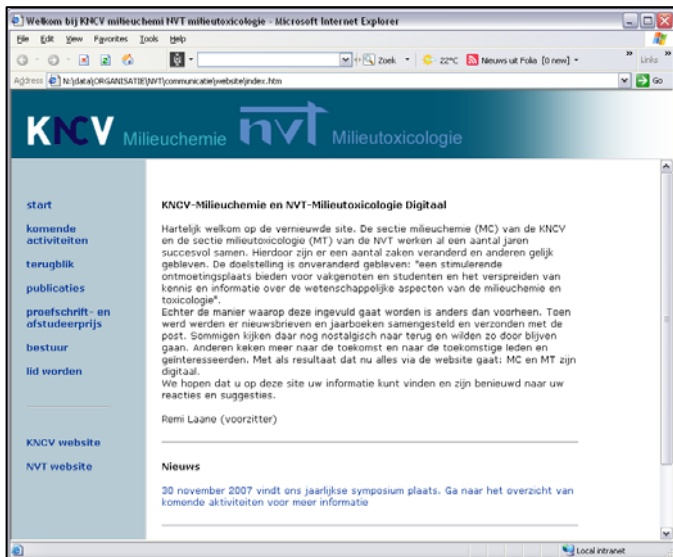 Welkom bij KNCV milieuchemi NVT milieutoxicologie - Microsoft Internet Explorer
File Edit View Favorites Tools Help
Zoek 22°C Nieuws uit Folia [0 new] Links
Address N:\data\ORGANISATIE\NVT\communicatie\website\index.htm Go
KNCV Milieuchemie nvt Milieutoxicologie
start
komende
activiteiten
terugblik
publicaties
proefschrift- en
afstudeerprijs
bestuur
lid worden
KNCV website
NVT website
KNCV-Milieuchemie en NVT-Milieutoxicologie Digitaal
Hartelijk welkom op de vernieuwde site. De sectie milieuchemie (MC) van de KNCV
en de sectie milieutoxicologie (MT) van de NVT werken al een aantal jaren
succesvol samen. Hierdoor zijn er een aantal zaken veranderd en anderen gelijk
gebleven. De doelstelling is onveranderd gebleven: "een stimulerende
ontmoetingsplaats bieden voor vakgenoten en studenten en het verspreiden van
kennis en informatie over de wetenschappelijke aspecten van de milieuchemie en
toxicologie".
Echter de manier waarop deze ingevuld gaat worden is anders dan voorheen. Toen
werd werden er nieuwsbrieven en jaarboeken samengesteld en verzonden met de
post. Sommigen kijken daar nog nostalgisch naar terug en wilden zo door blijven
gaan. Anderen keken meer naar de toekomst en naar de toekomstige leden en
geïnteresseerden. Met als resultaat dat nu alles via de website gaat: MC en MT zijn
digitaal.
We hopen dat u op deze site uw informatie kunt vinden en zijn benieuwd naar uw
reacties en suggesties.
Remi Laane (voorzitter)
Nieuws
30 november 2007 vindt ons jaarlijkse symposium plaats. Ga naar het overzicht van
komende aktiviteiten voor meer informatie
Local intranet